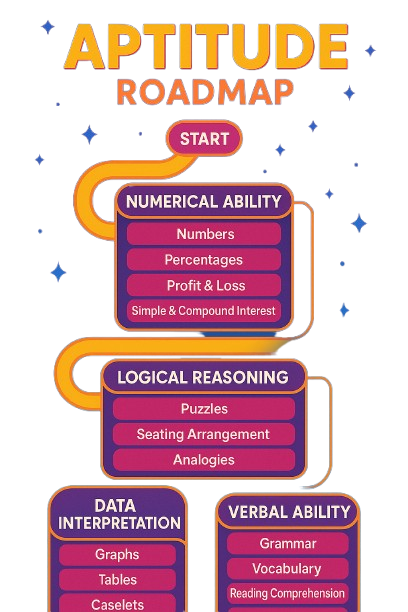 APTITUDE
ROADMAP
START
NUMERICAL ABILITY
Numbers
Percentages
Profit & Loss
Simple & Compound Interest
LOGICAL REASONING
Puzzles
Seating Arrangement
Analogies
DATA
INTERPRETATION
Graphs
Tables
Caselets
VERBAL ABILITY
Grammar
Vocabulary
Reading Comprehension